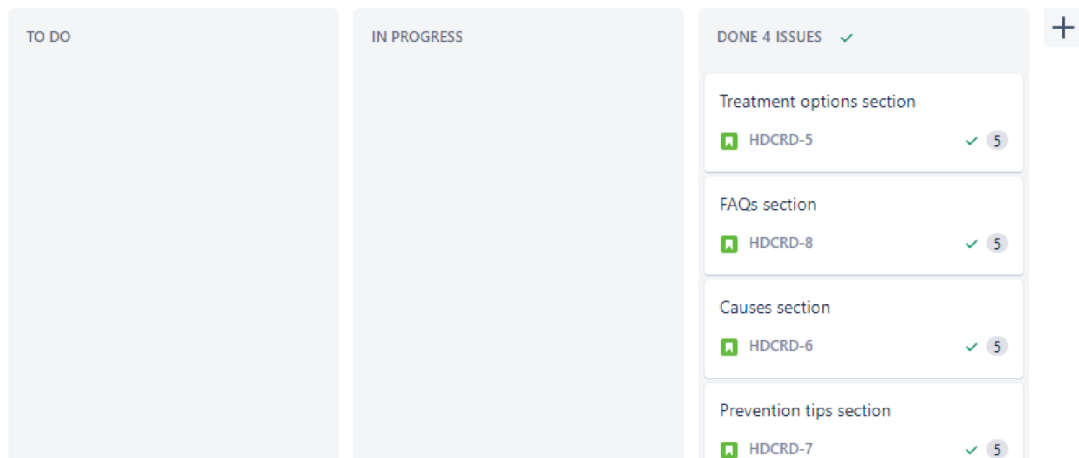 TO DO
IN PROGRESS
DONE 4 ISSUES
Treatment options section
HDCRD-5 5
FAQs section
HDCRD-8 5
Causes section
HDCRD-6 5
Prevention tips section
HDCRD-7 5